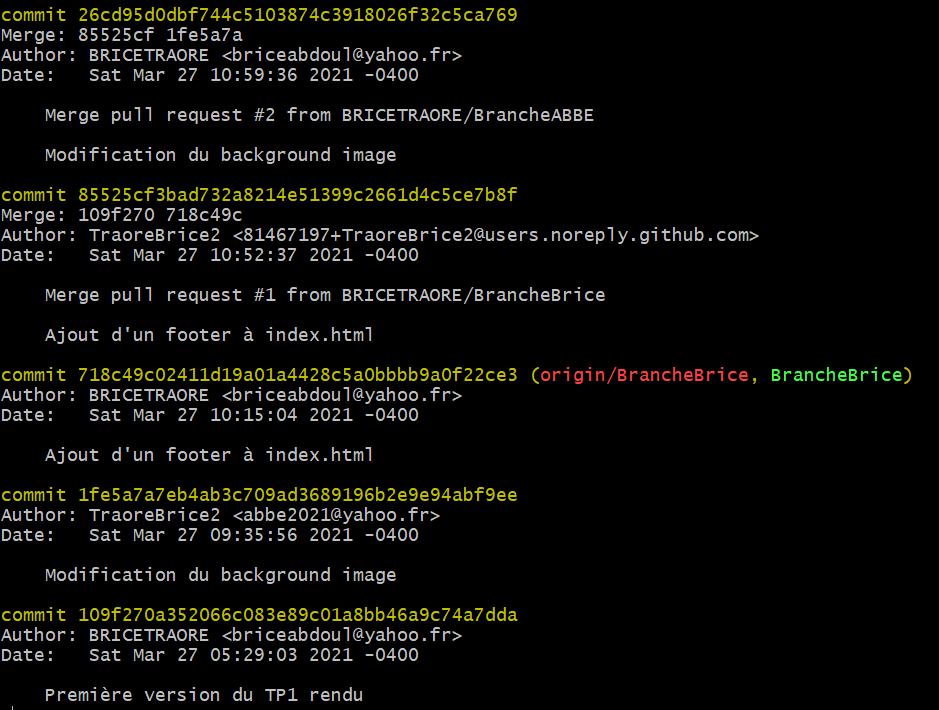 commit 26cd95d0dbf744c5103874c3918026f32c5ca769
Merge: 85525cf 1fe5a7a
Author: BRICETRAORE <briceabdoul@yahoo.fr>
Date:   Sat Mar 27 10:59:36 2021 -0400
    Merge pull request #2 from BRICETRAORE/BrancheABBE
    Modification du background image
commit 85525cf3bad732a8214e51399c2661d4c5ce7b8f
Merge: 109f270 718c49c
Author: TraoreBrice2 <81467197+TraoreBrice2@users.noreply.github.com>
Date:   Sat Mar 27 10:52:37 2021 -0400
    Merge pull request #1 from BRICETRAORE/BrancheBrice
    Ajout d'un footer à index.html
commit 718c49c02411d19a01a4428c5a0bbbb9a0f22ce3 (origin/BrancheBrice, BrancheBrice)
Author: BRICETRAORE <briceabdoul@yahoo.fr>
Date:   Sat Mar 27 10:15:04 2021 -0400
    Ajout d'un footer à index.html
commit 1fe5a7a7eb4ab3c709ad3689196b2e9e94abf9ee
Author: TraoreBrice2 <abbe2021@yahoo.fr>
Date:   Sat Mar 27 09:35:56 2021 -0400
    Modification du background image
commit 109f270a352066c083e89c01a8bb46a9c74a7dda
Author: BRICETRAORE <briceabdoul@yahoo.fr>
Date:   Sat Mar 27 05:29:03 2021 -0400
    Première version du TP1 rendu